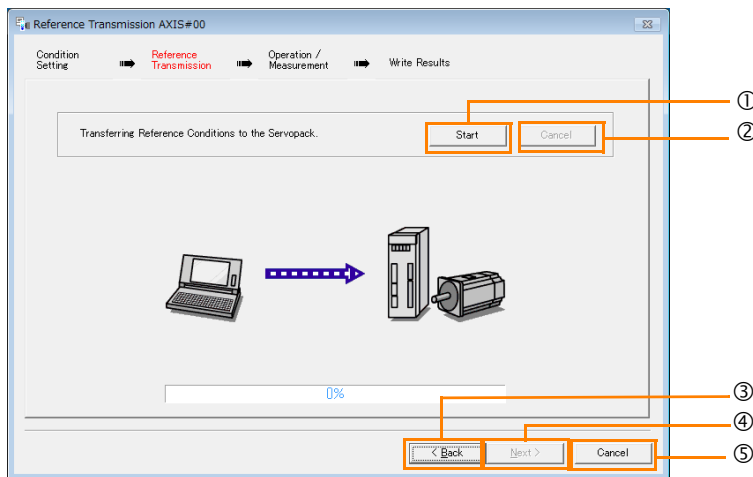 Reference Transmission AXIS#00
Condition Setting
Reference Transmission
Operation / Measurement
Write Results
①
Transferring Reference Conditions to the Servopack.
Start
Cancel
②
0%
③
④
< Back
Next >
Cancel
⑤